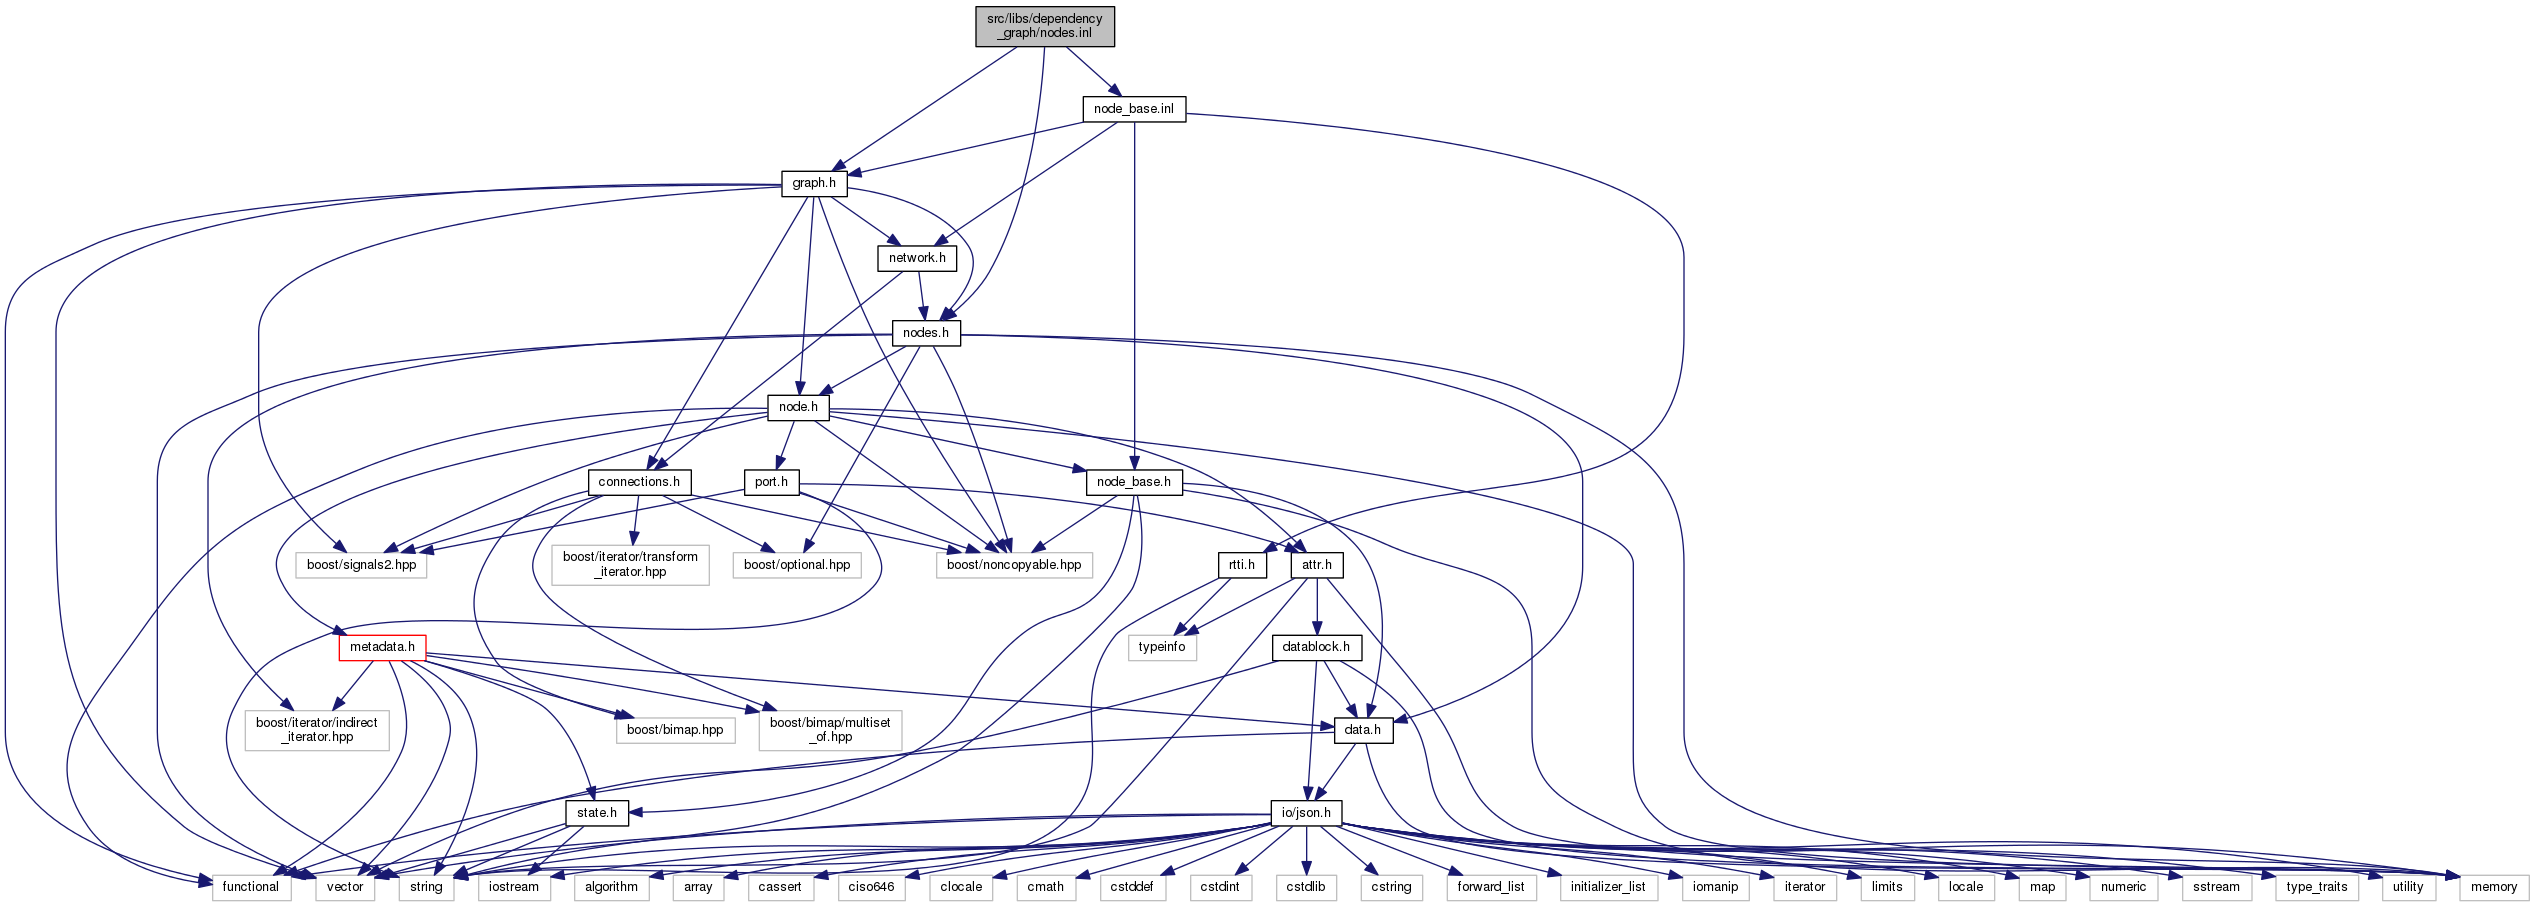 src/libs/dependency
_graph/nodes.inl
node_base.inl
graph.h
network.h
nodes.h
node.h
connections.h
port.h
node_base.h
boost/signals2.hpp
boost/iterator/transform
_iterator.hpp
boost/optional.hpp
boost/noncopyable.hpp
rtti.h
attr.h
metadata.h
typeinfo
datablock.h
boost/iterator/indirect
_iterator.hpp
boost/bimap.hpp
boost/bimap/multiset
_of.hpp
data.h
state.h
io/json.h
functional
vector
string
iostream
algorithm
array
cassert
ciso646
clocale
cmath
cstddef
cstdint
cstdlib
cstring
forward_list
initializer_list
iomanip
iterator
limits
locale
map
numeric
sstream
type_traits
utility
memory